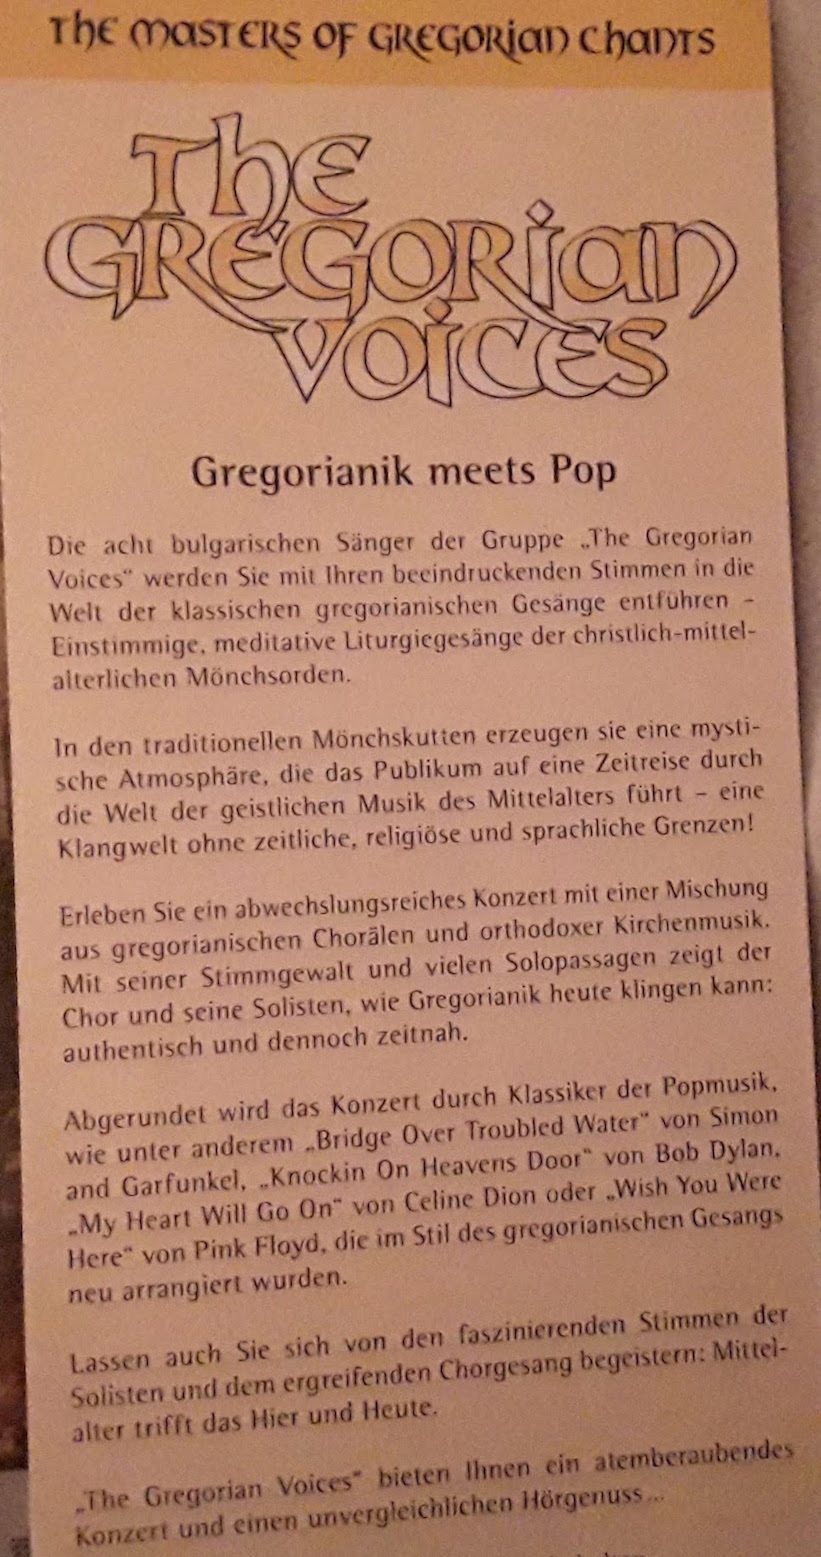 The Masters of Gregorian Chants
The
Gregorian
Voices
Gregorianik meets Pop
Die acht bulgarischen Sänger der Gruppe „The Gregorian
Voices“ werden Sie mit Ihren beeindruckenden Stimmen in die
Welt der klassischen gregorianischen Gesänge entführen –
Einstimmige, meditative Liturgiegesänge der christlich-mittel-
alterlichen Mönchsorden.
In den traditionellen Mönchskutten erzeugen sie eine mysti-
sche Atmosphäre, die das Publikum auf eine Zeitreise durch
die Welt der geistlichen Musik des Mittelalters führt – eine
Klangwelt ohne zeitliche, religiöse und sprachliche Grenzen!
Erleben Sie ein abwechslungsreiches Konzert mit einer Mischung
aus gregorianischen Chorälen und orthodoxer Kirchenmusik.
Mit seiner Stimmgewalt und vielen Solopassagen zeigt der
Chor und seine Solisten, wie Gregorianik heute klingen kann:
authentisch und dennoch zeitnah.
Abgerundet wird das Konzert durch Klassiker der Popmusik,
wie unter anderem „Bridge Over Troubled Water“ von Simon
and Garfunkel, „Knockin On Heavens Door“ von Bob Dylan,
„My Heart Will Go On“ von Celine Dion oder „Wish You Were
Here“ von Pink Floyd, die im Stil des gregorianischen Gesangs
neu arrangiert wurden.
Lassen auch Sie sich von den faszinierenden Stimmen der
Solisten und dem ergreifenden Chorgesang begeistern: Mittel-
alter trifft das Hier und Heute.
„The Gregorian Voices“ bieten Ihnen ein atemberaubendes
Konzert und einen unvergleichlichen Hörgenuss...